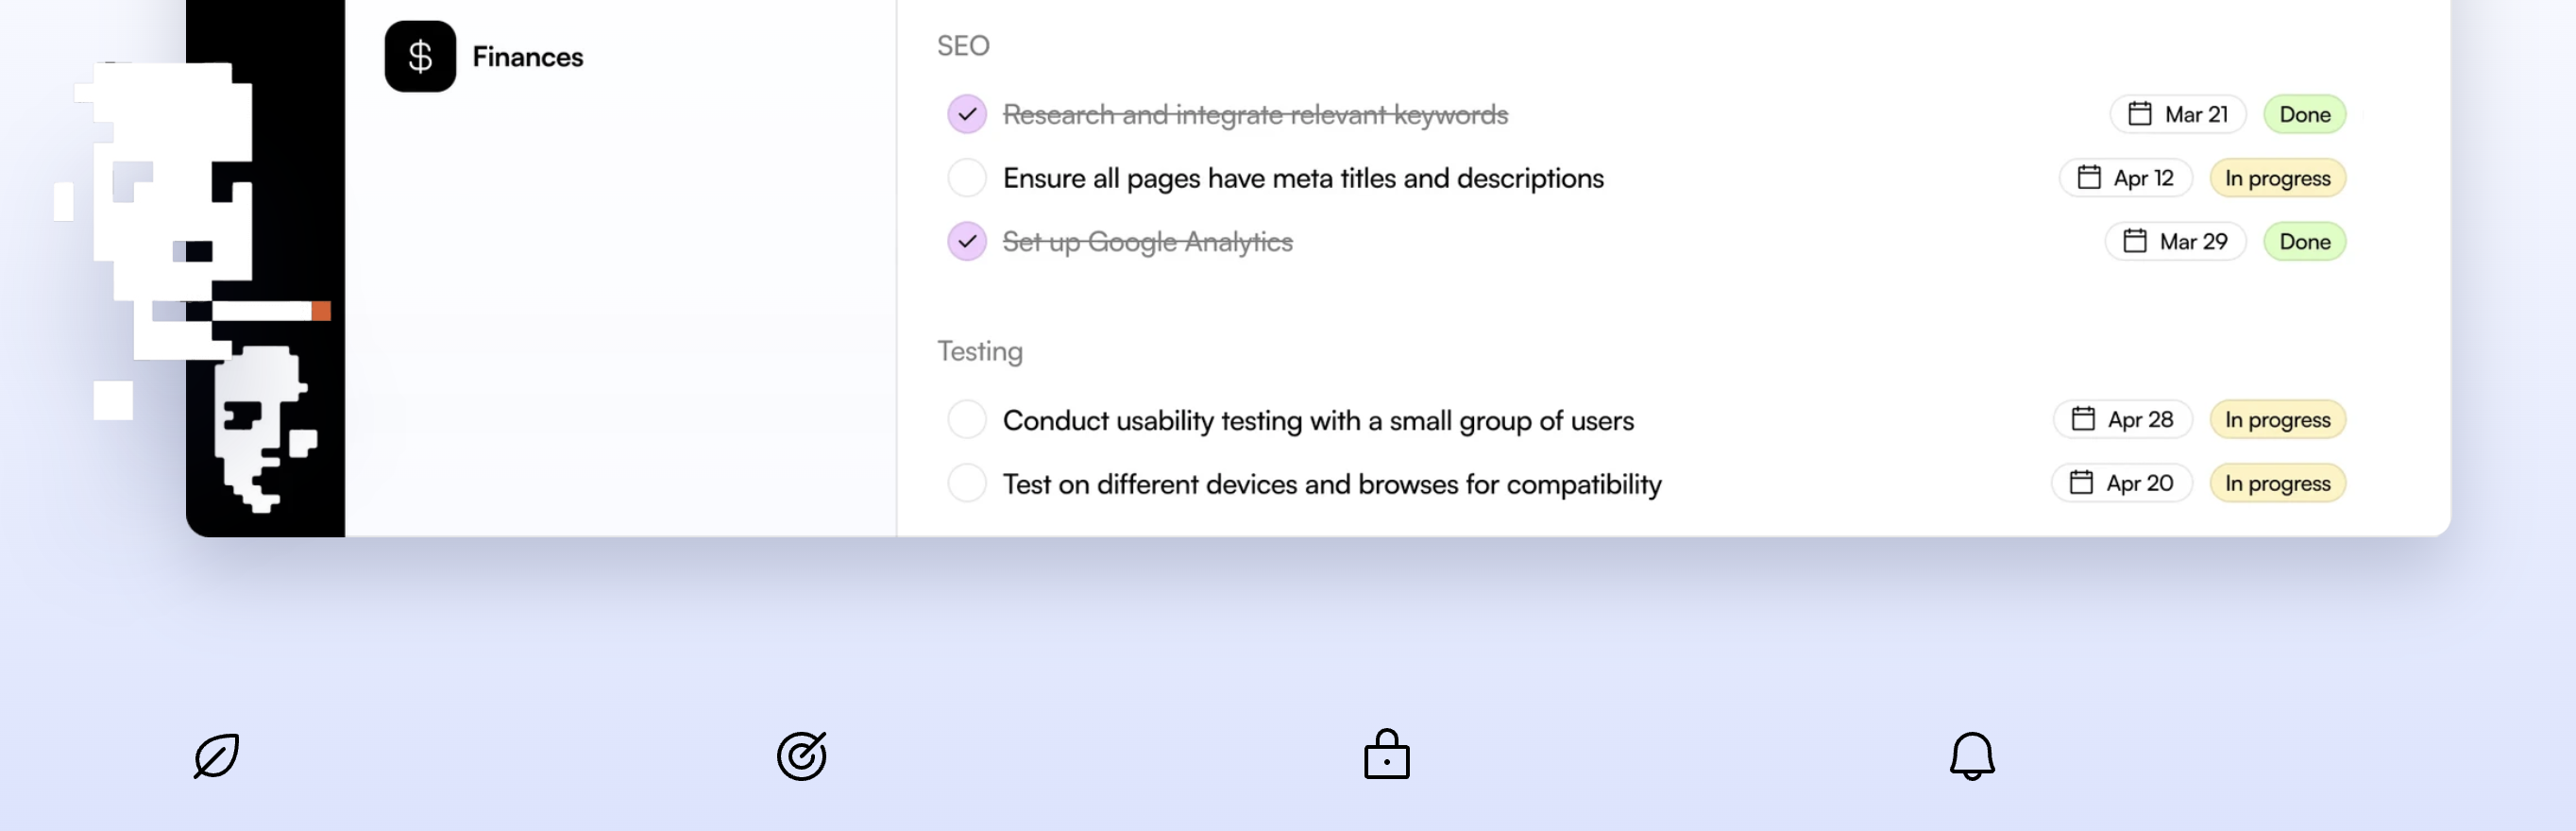 Finances
SEO
Research and integrate relevant keywords
Mar 21
Done
Ensure all pages have meta titles and descriptions
Apr 12
In progress
Set up Google Analytics
Mar 29
Done
Testing
Conduct usability testing with a small group of users
Apr 28
In progress
Test on different devices and browses for compatibility
Apr 20
In progress